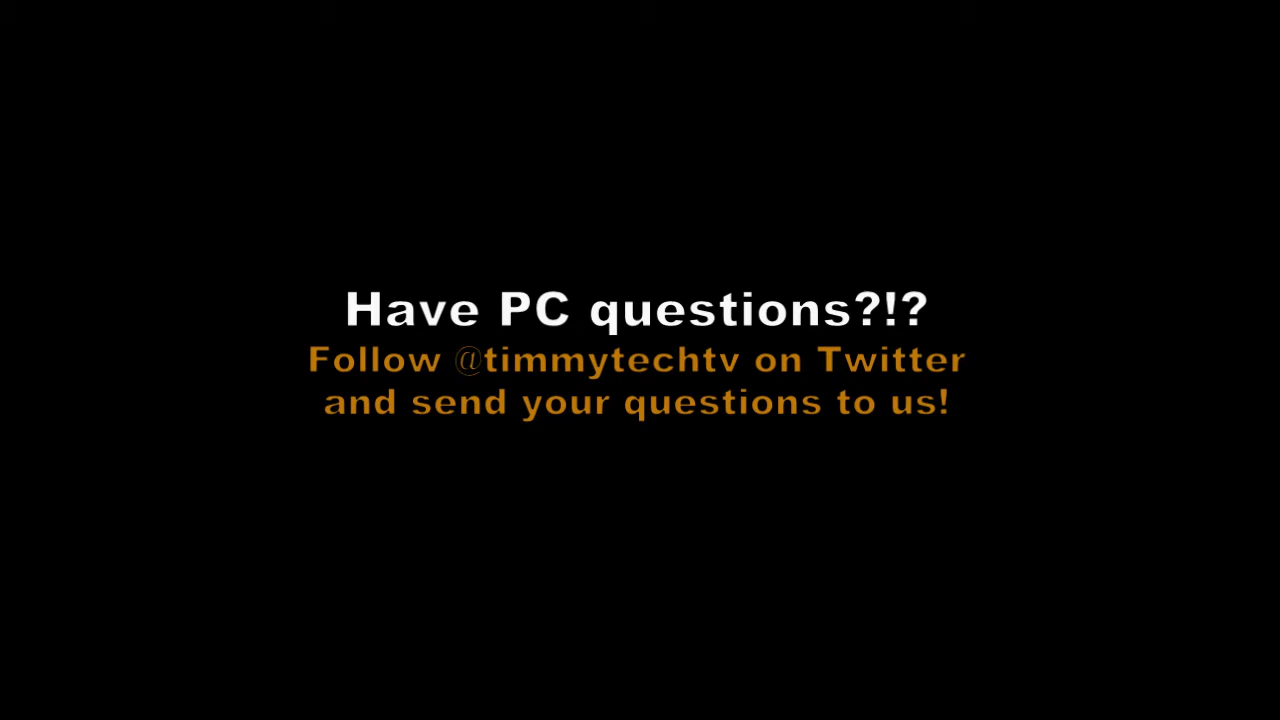 Have PC questions?!?
Follow @timmytechtv on Twitter
and send your questions to us!